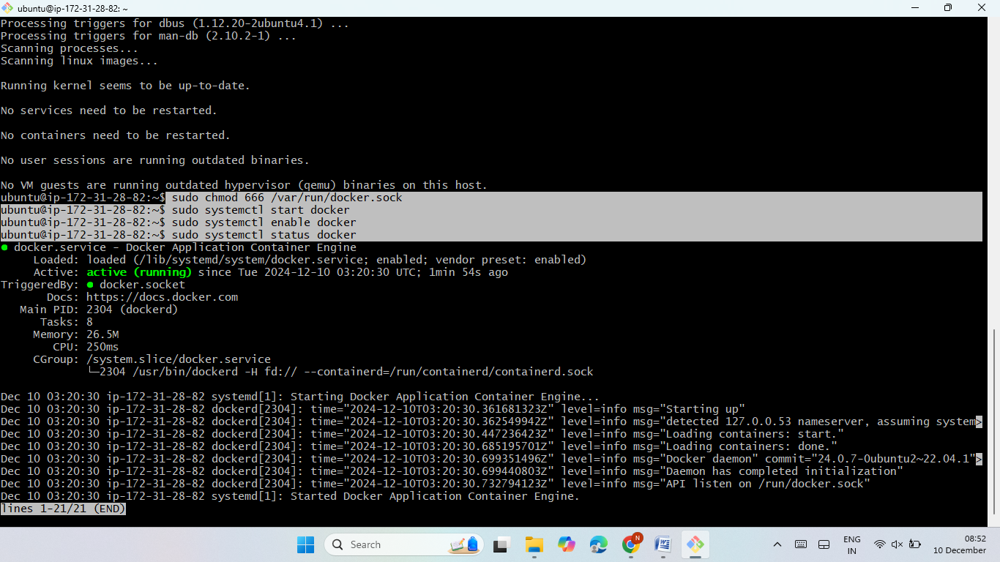 ubuntu@ip-172-31-28-82: ~
Processing triggers for dbus (1.12.20-2ubuntu4.1) ...
Processing triggers for man-db (2.10.2-1) ...
Scanning processes...
Scanning linux images...
Running kernel seems to be up-to-date.
No services need to be restarted.
No containers need to be restarted.
No user sessions are running outdated binaries.
No VM guests are running outdated hypervisor (qemu) binaries on this host.
ubuntu@ip-172-31-28-82:~$ sudo chmod 666 /var/run/docker.sock
ubuntu@ip-172-31-28-82:~$ sudo systemctl start docker
ubuntu@ip-172-31-28-82:~$ sudo systemctl enable docker
ubuntu@ip-172-31-28-82:~$ sudo systemctl status docker
● docker.service - Docker Application Container Engine
Loaded: loaded (/lib/systemd/system/docker.service; enabled; vendor preset: enabled)
Active: active (running) since Tue 2024-12-10 03:20:30 UTC; 1min 54s ago
TriggeredBy: ● docker.socket
Docs: https://docs.docker.com
Main PID: 2304 (dockerd)
Tasks: 8
Memory: 26.5M
CPU: 250ms
CGroup: /system.slice/docker.service
└─2304 /usr/bin/dockerd -H fd:// --containerd=/run/containerd/containerd.sock
Dec 10 03:20:30 ip-172-31-28-82 systemd[1]: Starting Docker Application Container Engine...
Dec 10 03:20:30 ip-172-31-28-82 dockerd[2304]: time="2024-12-10T03:20:30.361681323Z" level=info msg="Starting up"
Dec 10 03:20:30 ip-172-31-28-82 dockerd[2304]: time="2024-12-10T03:20:30.362549942Z" level=info msg="detected 127.0.0.53 nameserver, assuming system>
Dec 10 03:20:30 ip-172-31-28-82 dockerd[2304]: time="2024-12-10T03:20:30.447236423Z" level=info msg="Loading containers: start."
Dec 10 03:20:30 ip-172-31-28-82 dockerd[2304]: time="2024-12-10T03:20:30.685195701Z" level=info msg="Loading containers: done."
Dec 10 03:20:30 ip-172-31-28-82 dockerd[2304]: time="2024-12-10T03:20:30.699351496Z" level=info msg="Docker daemon" commit="24.0.7-0ubuntu2~22.04.1">
Dec 10 03:20:30 ip-172-31-28-82 dockerd[2304]: time="2024-12-10T03:20:30.699440803Z" level=info msg="Daemon has completed initialization"
Dec 10 03:20:30 ip-172-31-28-82 dockerd[2304]: time="2024-12-10T03:20:30.732794123Z" level=info msg="API listen on /run/docker.sock"
Dec 10 03:20:30 ip-172-31-28-82 systemd[1]: Started Docker Application Container Engine.
lines 1-21/21 (END)
Search
N
ENG
IN
08:52
10 December